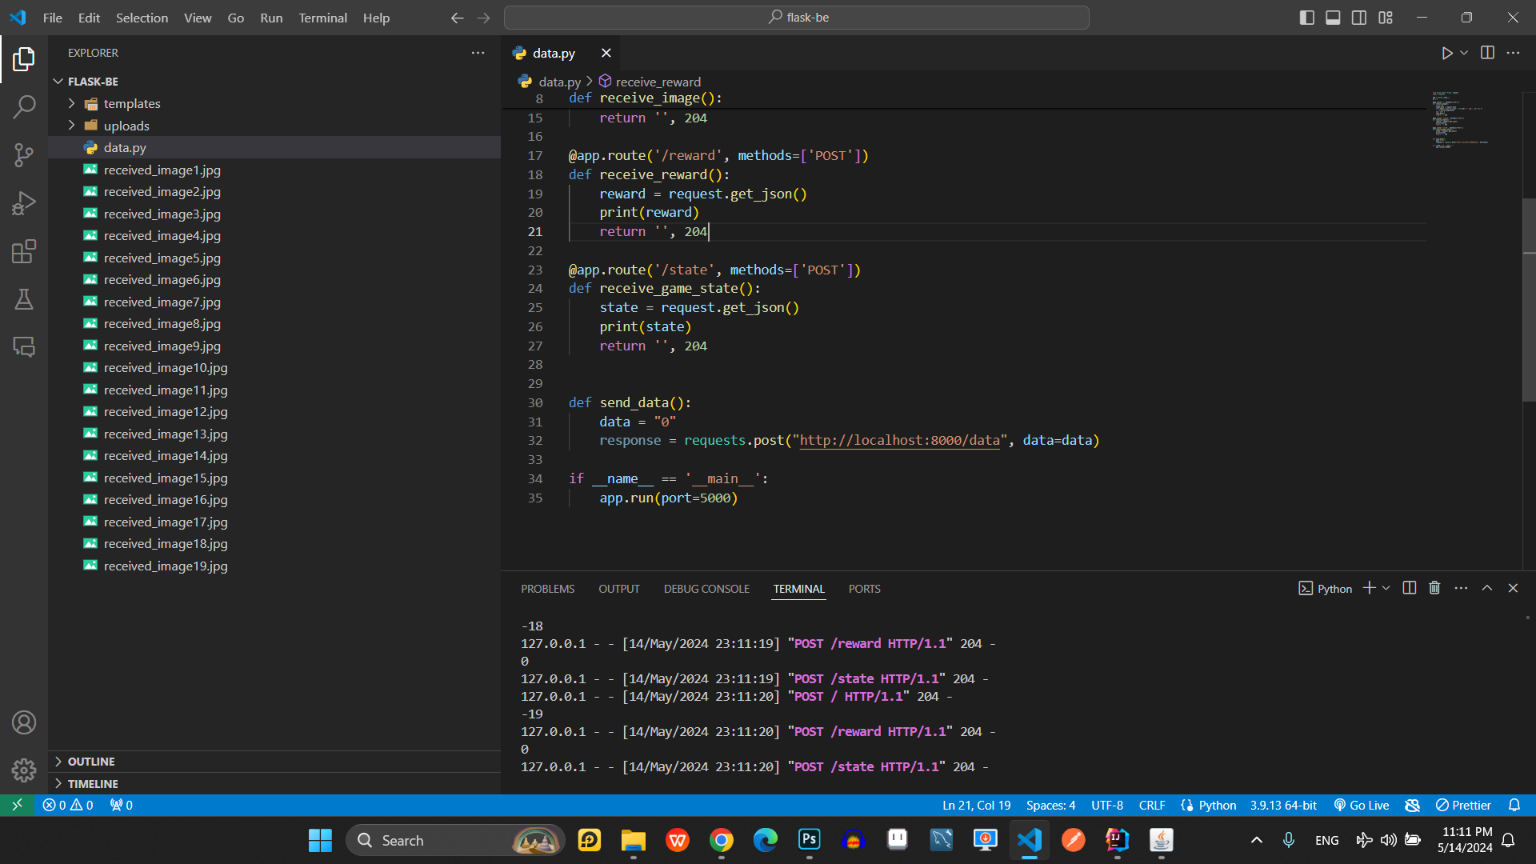 File Edit Selection View Go Run Terminal Help
flask-be
EXPLORER
FLASK-BE
templates
uploads
data.py
received_image1.jpg
received_image2.jpg
received_image3.jpg
received_image4.jpg
received_image5.jpg
received_image6.jpg
received_image7.jpg
received_image8.jpg
received_image9.jpg
received_image10.jpg
received_image11.jpg
received_image12.jpg
received_image13.jpg
received_image14.jpg
received_image15.jpg
received_image16.jpg
received_image17.jpg
received_image18.jpg
received_image19.jpg
OUTLINE
TIMELINE
data.py
data.py > receive_reward
8 def receive_image():
15 return '', 204
16
17 @app.route('/reward', methods=['POST'])
18 def receive_reward():
19 reward = request.get_json()
20 print(reward)
21 return '', 204
22
23 @app.route('/state', methods=['POST'])
24 def receive_game_state():
25 state = request.get_json()
26 print(state)
27 return '', 204
28
29
30 def send_data():
31 data = "0"
32 response = requests.post("http://localhost:8000/data", data=data)
33
34 if __name__ == '__main__':
35 app.run(port=5000)
PROBLEMS OUTPUT DEBUG CONSOLE TERMINAL PORTS
Python
-18
127.0.0.1 - - [14/May/2024 23:11:19] "POST /reward HTTP/1.1" 204 -
0
127.0.0.1 - - [14/May/2024 23:11:19] "POST /state HTTP/1.1" 204 -
127.0.0.1 - - [14/May/2024 23:11:20] "POST / HTTP/1.1" 204 -
-19
127.0.0.1 - - [14/May/2024 23:11:20] "POST /reward HTTP/1.1" 204 -
0
127.0.0.1 - - [14/May/2024 23:11:20] "POST /state HTTP/1.1" 204 -
0 0 0 Ln 21, Col 19 Spaces: 4 UTF-8 CRLF Python 3.9.13 64-bit Go Live Prettier
Search
Ps
ENG
11:11 PM
5/14/2024